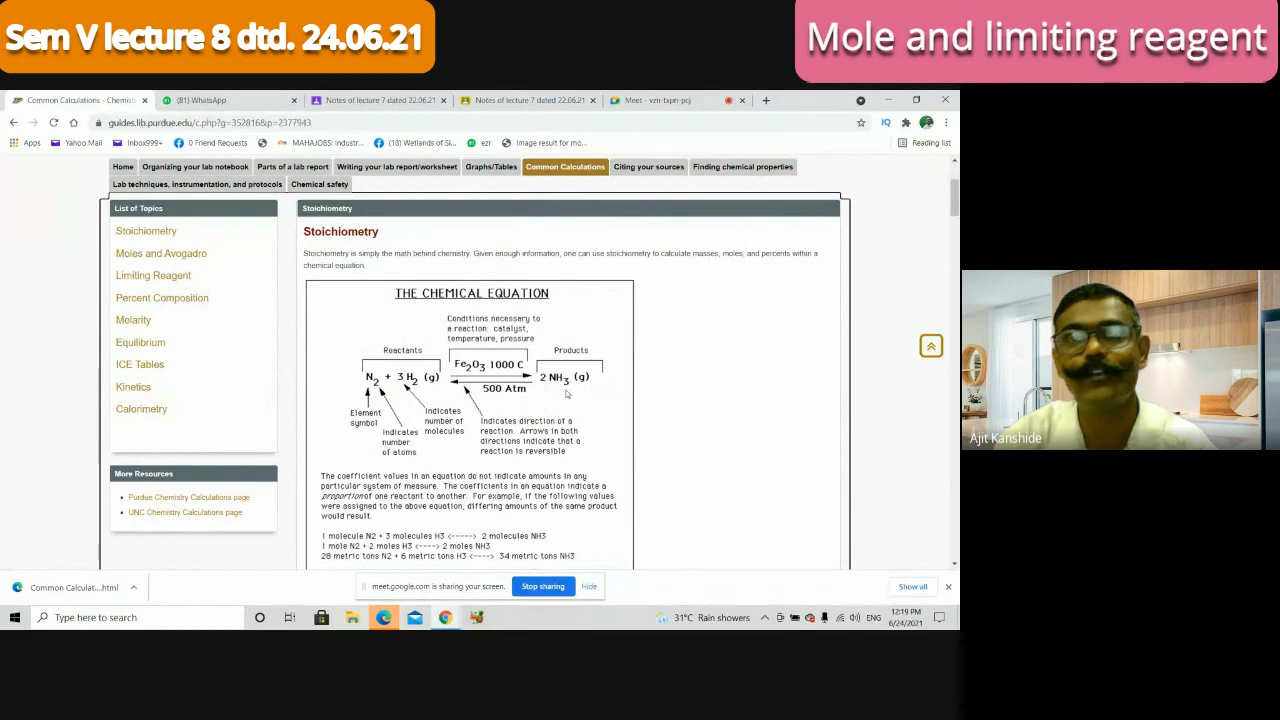 Sem V lecture 8 dtd. 24.06.21
Mole and limiting reagent
Common Calculations - Chemist
(81) WhatsApp
Notes of lecture 7 dated 22.06.21
Notes of lecture 7 dated 22.06.21
Meet - vzn-txpn-pcj
guides.lib.purdue.edu/c.php?g=352816&p=2377943
Apps
Yahoo Mail
Inbox999+
0 Friend Requests
MAHAJOBS: Industr...
(18) Wetlands of Si...
ezr
Image result for mo...
Reading list
Home
Organizing your lab notebook
Parts of a lab report
Writing your lab report/worksheet
Graphs/Tables
Common Calculations
Citing your sources
Finding chemical properties
Lab techniques, instrumentation, and protocols
Chemical safety
List of Topics
Stoichiometry
Moles and Avogadro
Limiting Reagent
Percent Composition
Molarity
Equilibrium
ICE Tables
Kinetics
Calorimetry
More Resources
Purdue Chemistry Calculations page
UNC Chemistry Calculations page
Stoichiometry
Stoichiometry
Stoichiometry is simply the math behind chemistry. Given enough information, one can use stoichiometry to calculate masses, moles, and percents within a
chemical equation.
THE CHEMICAL EQUATION
Conditions necessary to
a reaction: catalyst,
temperature, pressure
Reactants
Products
Fe2O3 1000 C
N2 + 3 H2 (g)
2 NH3 (g)
500 Atm
Element
symbol
Indicates
number
of atoms
Indicates
number of
molecules
Indicates direction of a
reaction. Arrows in both
directions indicate that a
reaction is reversible
The coefficient values in an equation do not indicate amounts in any
particular system of measure. The coefficients in an equation indicate a
proportion of one reactant to another. For example, if the following values
were assigned to the above equation, differing amounts of the same product
would result.
1 molecule N2 + 3 molecules H3 <-----> 2 molecules NH3
1 mole N2 + 2 moles H3 <----> 2 moles NH3
28 metric tons N2 + 6 metric tons H3 <-----> 34 metric tons NH3
Ajit Kanshide
Common Calculat....html
meet.google.com is sharing your screen.
Stop sharing
Hide
Show all
Type here to search
31°C Rain showers
ENG
12:19 PM
6/24/2021